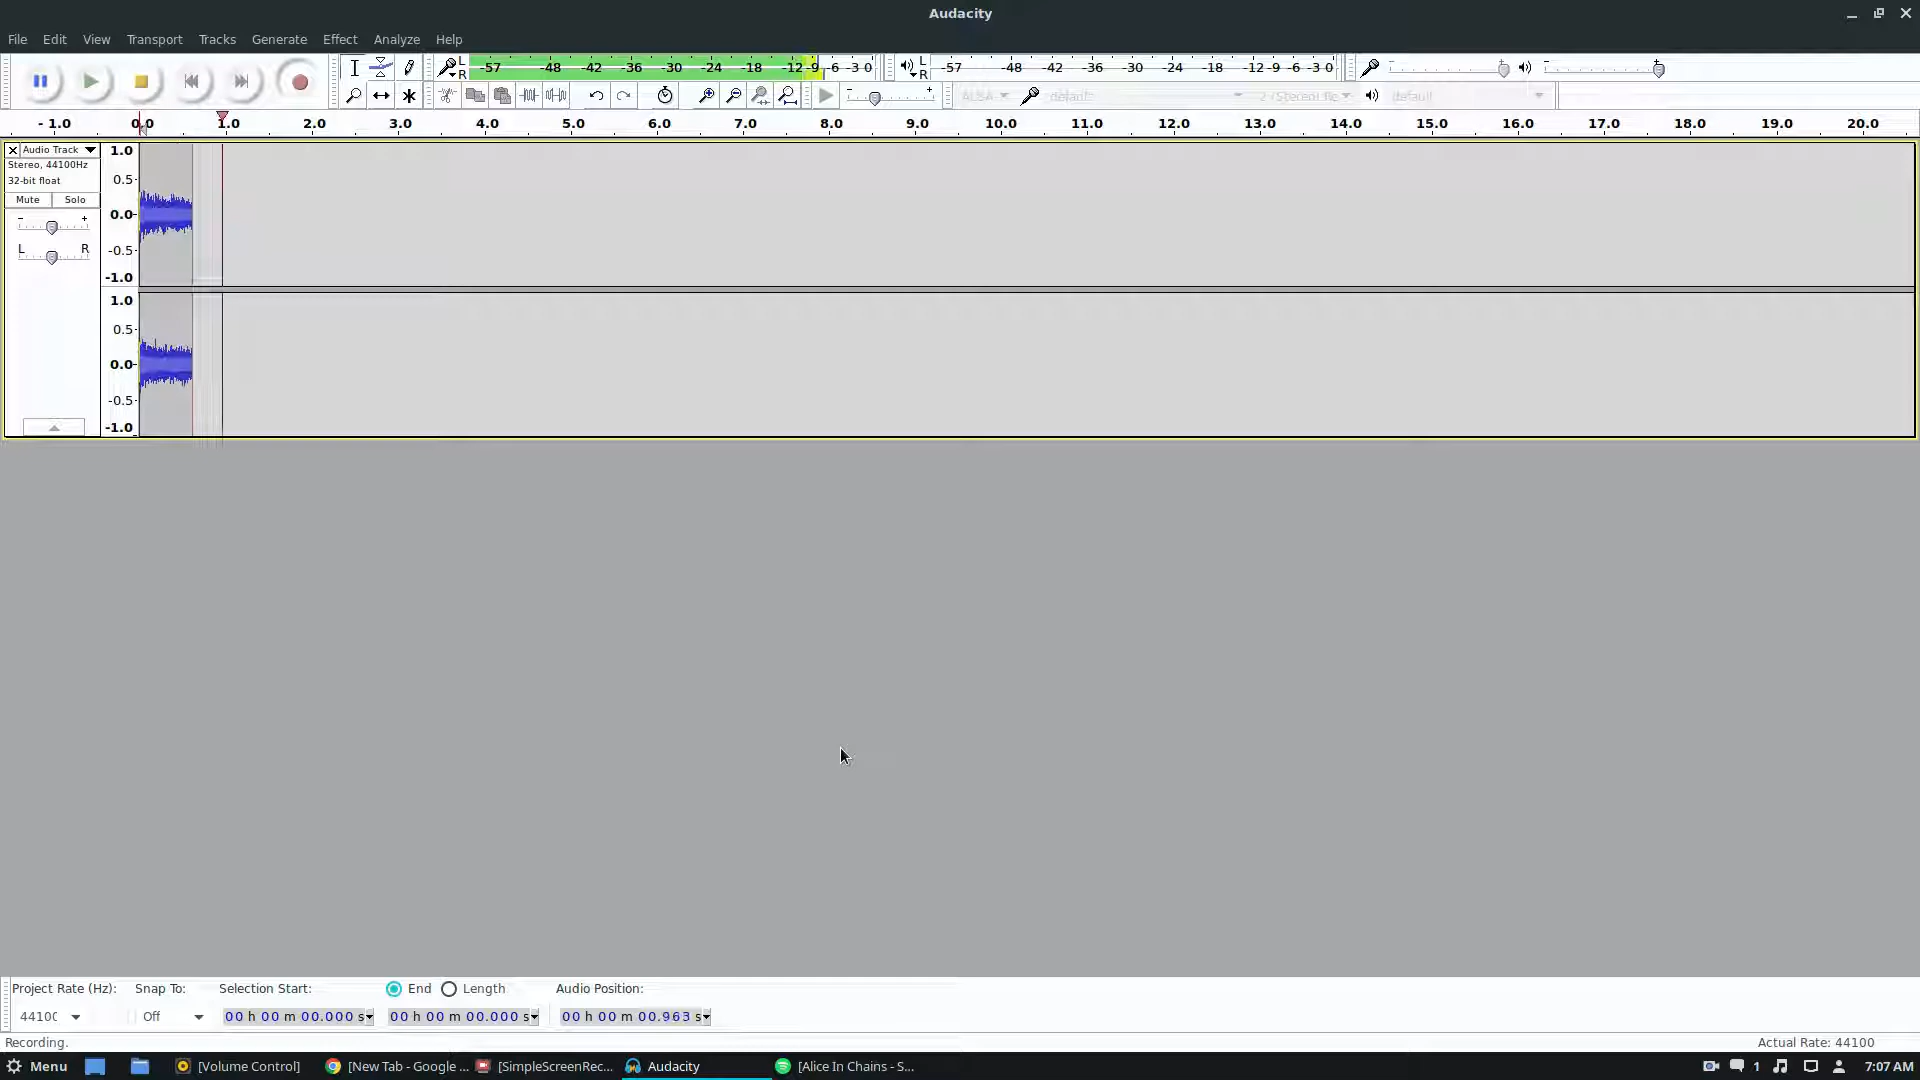 Audacity
File Edit View Transport Tracks Generate Effect Analyze Help
L R -57 -48 -42 -36 -30 -24 -18 -12 -9 -6 -3 0 L R -57 -48 -42 -36 -30 -24 -18 -12 -9 -6 -3 0
ALSA default 2 (Stereo) Re default
- 1.0 0.0 1.0 2.0 3.0 4.0 5.0 6.0 7.0 8.0 9.0 10.0 11.0 12.0 13.0 14.0 15.0 16.0 17.0 18.0 19.0 20.0
Audio Track
Stereo, 44100Hz
32-bit float
Mute Solo
- +
L R
1.0
0.5
0.0
-0.5
-1.0
1.0
0.5
0.0
-0.5
-1.0
Project Rate (Hz): Snap To: Selection Start: End Length Audio Position:
44100 Off 00 h 00 m 00.000 s 00 h 00 m 00.000 s 00 h 00 m 00.963 s
Recording. Actual Rate: 44100
Menu [Volume Control] [New Tab - Google ... [SimpleScreenRec... Audacity [Alice In Chains - S... 1 7:07 AM